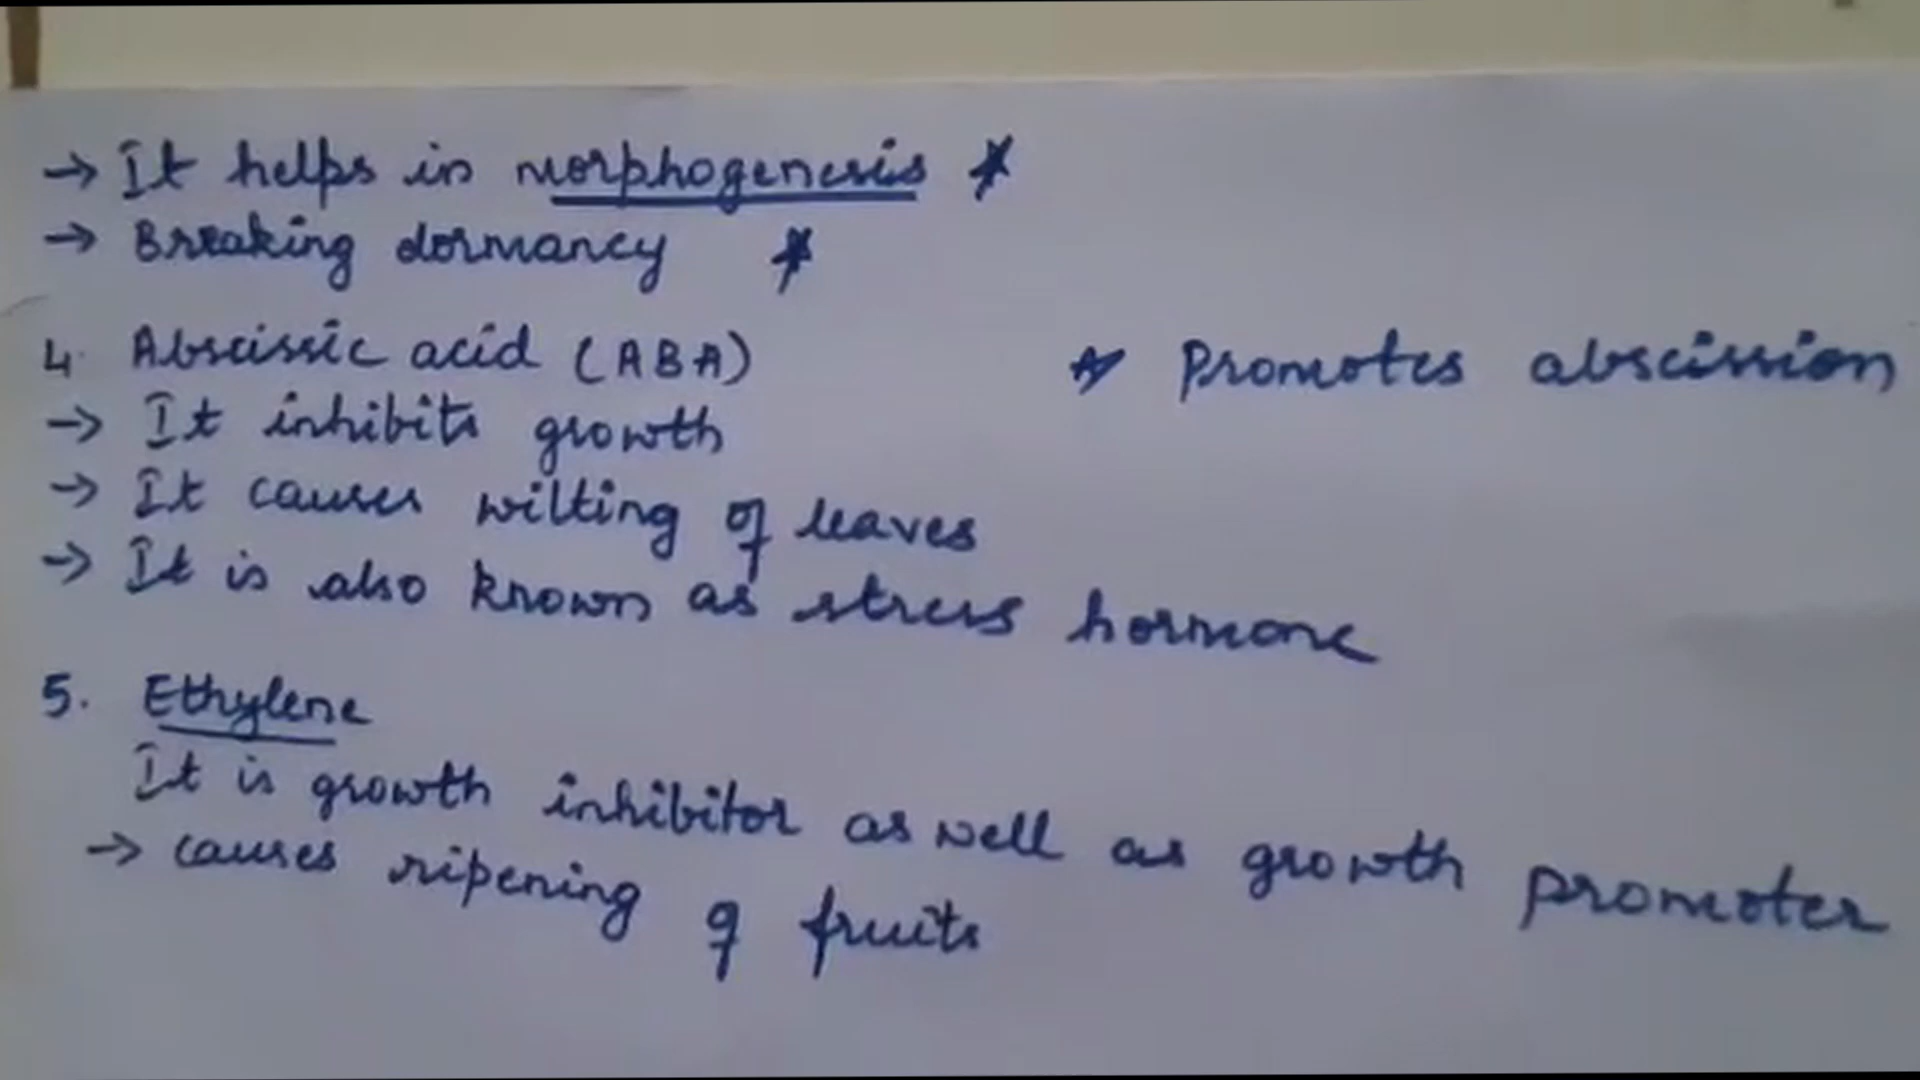 → It helps in morphogenesis *
→ Breaking dormancy *
4. Abscissic acid (ABA) * Promotes abscission
→ It inhibits growth
→ It causes wilting of leaves
→ It is also known as stress hormone
5. Ethylene
It is growth inhibitor as well as growth promoter
→ causes ripening of fruits